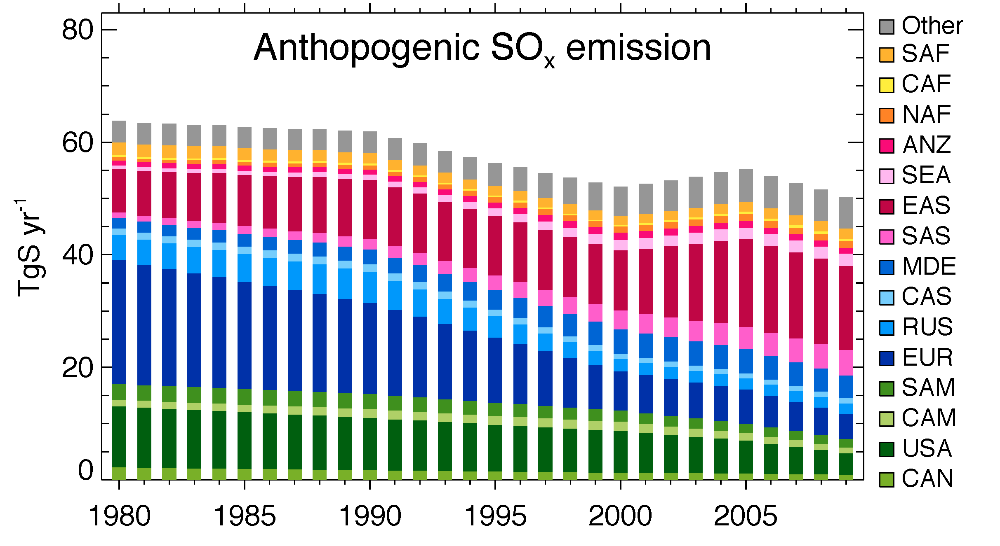 Anthopogenic SOx emission
TgS yr-1
80
60
40
20
0
1980 1985 1990 1995 2000 2005
Other
SAF
CAF
NAF
ANZ
SEA
EAS
SAS
MDE
CAS
RUS
EUR
SAM
CAM
USA
CAN